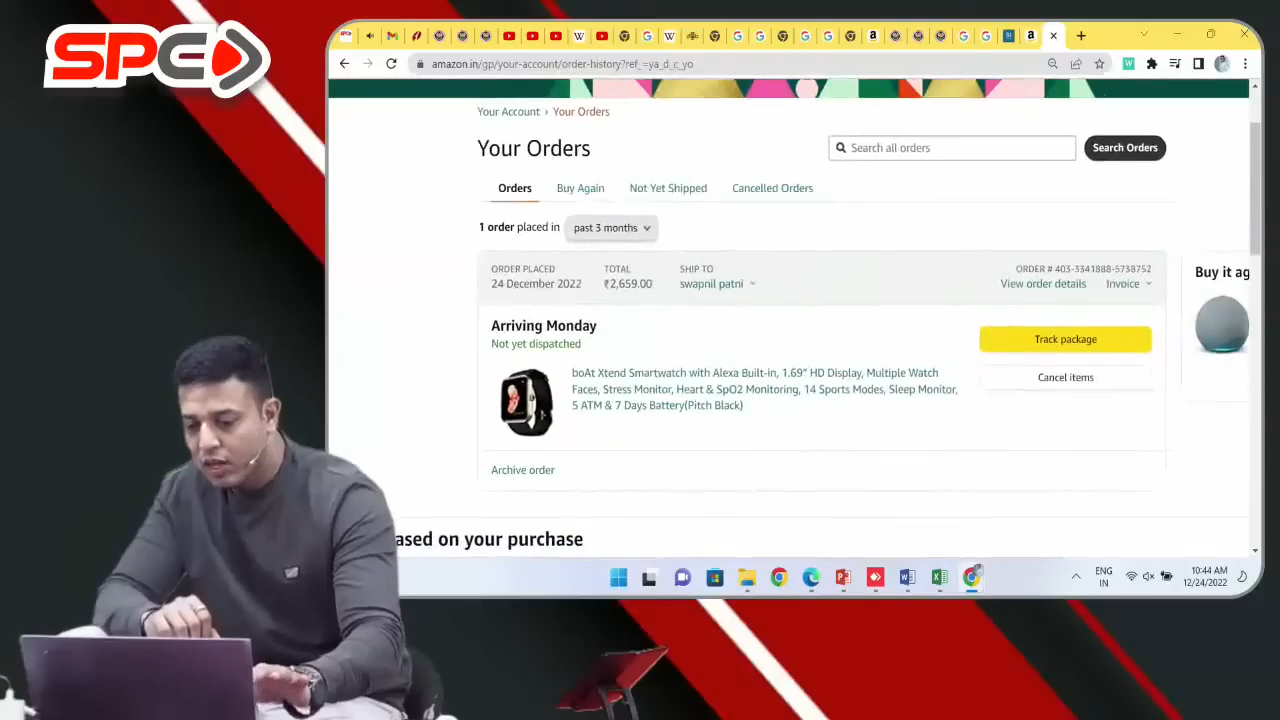 SPC
amazon.in/gp/your-account/order-history?ref_=ya_d_c_yo
Your Account › Your Orders
Your Orders
Search all orders
Search Orders
Orders
Buy Again
Not Yet Shipped
Cancelled Orders
1 order placed in past 3 months
ORDER PLACED
24 December 2022
TOTAL
₹2,659.00
SHIP TO
swapnil patni
ORDER # 403-3341888-5738752
View order details
Invoice
Buy it ag
Arriving Monday
Not yet dispatched
boAt Xtend Smartwatch with Alexa Built-in, 1.69" HD Display, Multiple Watch
Faces, Stress Monitor, Heart & SpO2 Monitoring, 14 Sports Modes, Sleep Monitor,
5 ATM & 7 Days Battery(Pitch Black)
Track package
Cancel items
Archive order
ased on your purchase
ENG
IN
10:44 AM
12/24/2022